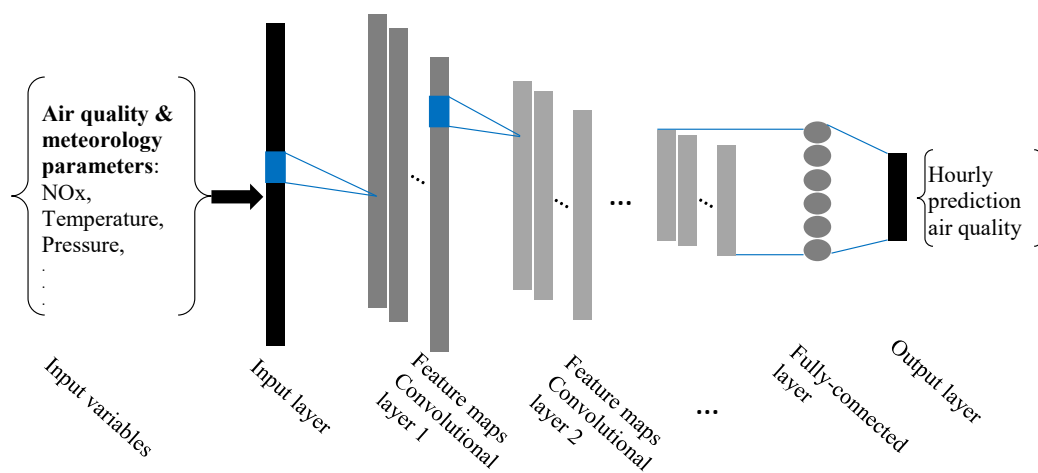 Air quality &
meteorology
parameters:
NOx,
Temperature,
Pressure,
.
.
.
...
...
...
...
Hourly
prediction
air quality
Input variables
Input layer
Feature maps
Convolutional
layer 1
Feature maps
Convolutional
layer 2
...
Fully-connected
layer
Output layer